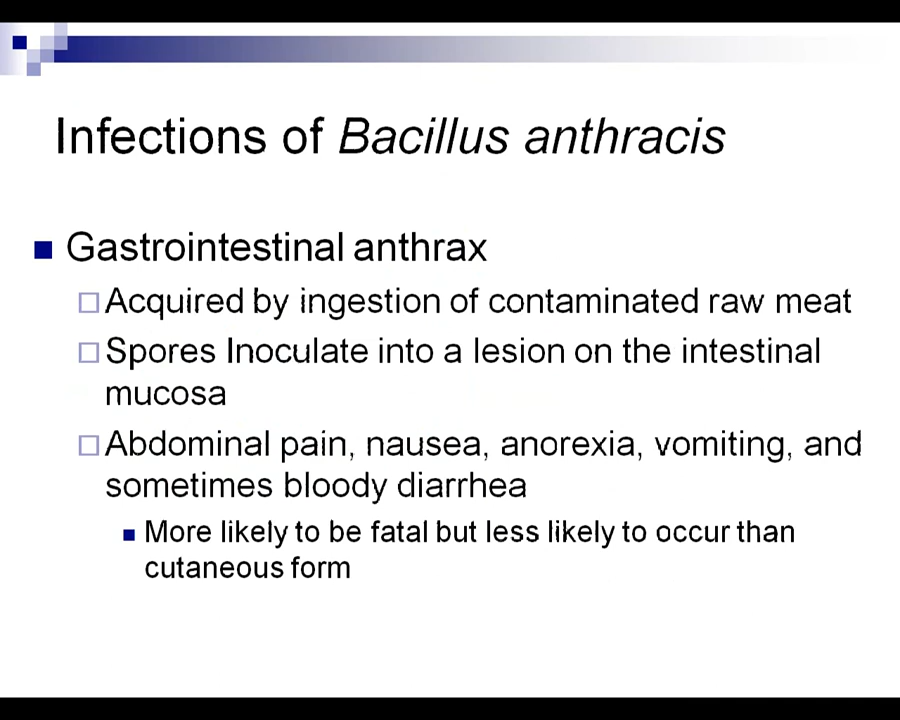 Infections of Bacillus anthracis
Gastrointestinal anthrax
Acquired by ingestion of contaminated raw meat
Spores Inoculate into a lesion on the intestinal
mucosa
Abdominal pain, nausea, anorexia, vomiting, and
sometimes bloody diarrhea
More likely to be fatal but less likely to occur than
cutaneous form